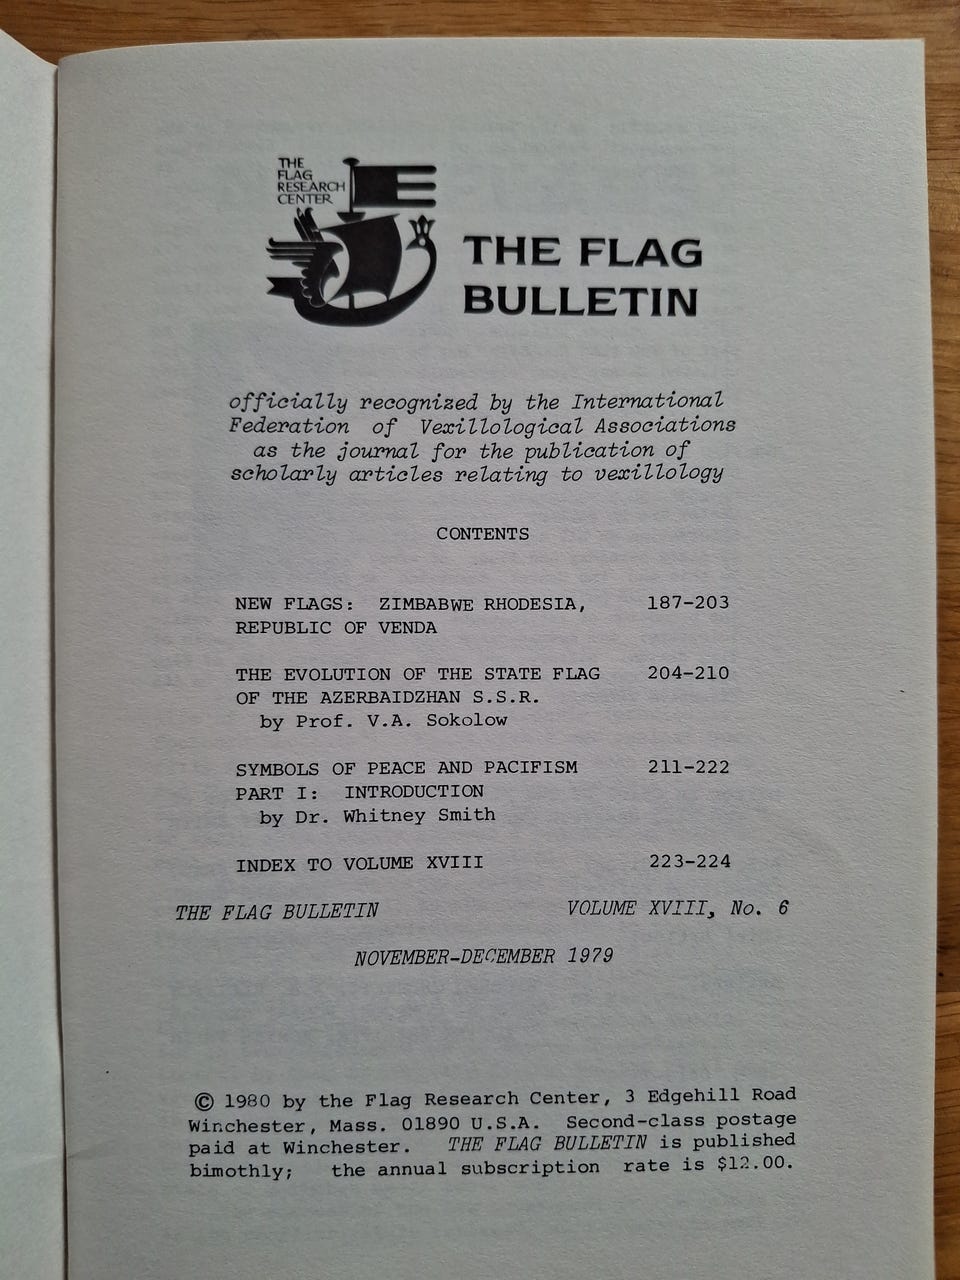 THE
FLAG
RESEARCH
CENTER
THE FLAG
BULLETIN
officially recognized by the International
Federation of Vexillological Associations
as the journal for the publication of
scholarly articles relating to vexillology
CONTENTS
NEW FLAGS: ZIMBABWE RHODESIA, 187-203
REPUBLIC OF VENDA
THE EVOLUTION OF THE STATE FLAG 204-210
OF THE AZERBAIDZHAN S.S.R.
by Prof. V.A. Sokolow
SYMBOLS OF PEACE AND PACIFISM 211-222
PART I: INTRODUCTION
by Dr. Whitney Smith
INDEX TO VOLUME XVIII 223-224
THE FLAG BULLETIN VOLUME XVIII, No. 6
NOVEMBER-DECEMBER 1979
© 1980 by the Flag Research Center, 3 Edgehill Road
Winchester, Mass. 01890 U.S.A. Second-class postage
paid at Winchester. THE FLAG BULLETIN is published
bimothly; the annual subscription rate is $12.00.